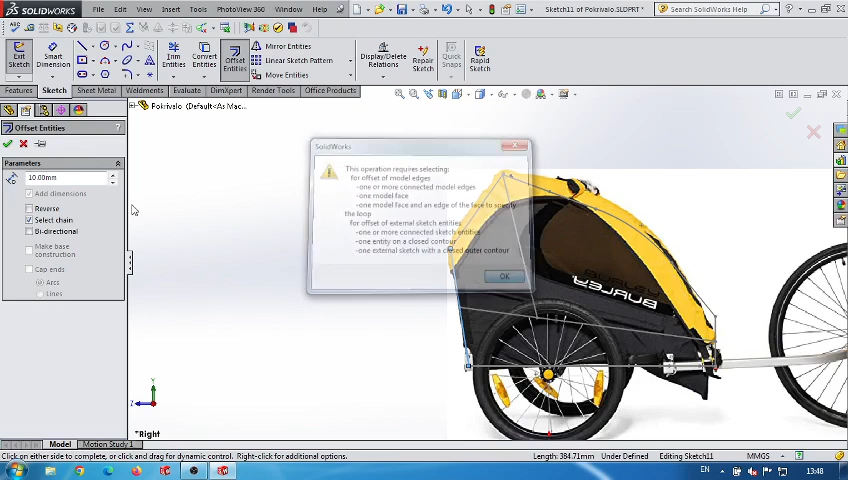 SOLIDWORKS File Edit View Insert Tools PhotoView 360 Window Help Sketch11 of Pokrivalo.SLDPRT * Search SolidWorks Help
Exit Sketch
Smart Dimension
Trim Entities
Convert Entities
Offset Entities
Mirror Entities
Linear Sketch Pattern
Move Entities
Display/Delete Relations
Repair Sketch
Quick Snaps
Rapid Sketch
Features Sketch Sheet Metal Weldments Evaluate DimXpert Render Tools Office Products
Pokrivalo (Default<As Mac...
Offset Entities ?
Parameters
10.00mm
Add dimensions
Reverse
Select chain
Bi-directional
Make base construction
Cap ends
Arcs
Lines
SolidWorks
This operation requires selecting:
for offset of model edges
-one or more connected model edges
-one model face
-one model face and an edge of the face to specify
the loop
for offset of external sketch entities
-one or more connected sketch entities
-one entity on a closed contour
-one external sketch with a closed outer contour
OK
BURLEY
Y
Z
*Right
Model Motion Study 1
Click on either side to complete, or click and drag for dynamic control. Right-click for additional options. Length: 384.71mm Under Defined Editing Sketch11 MMGS
EN 13:48